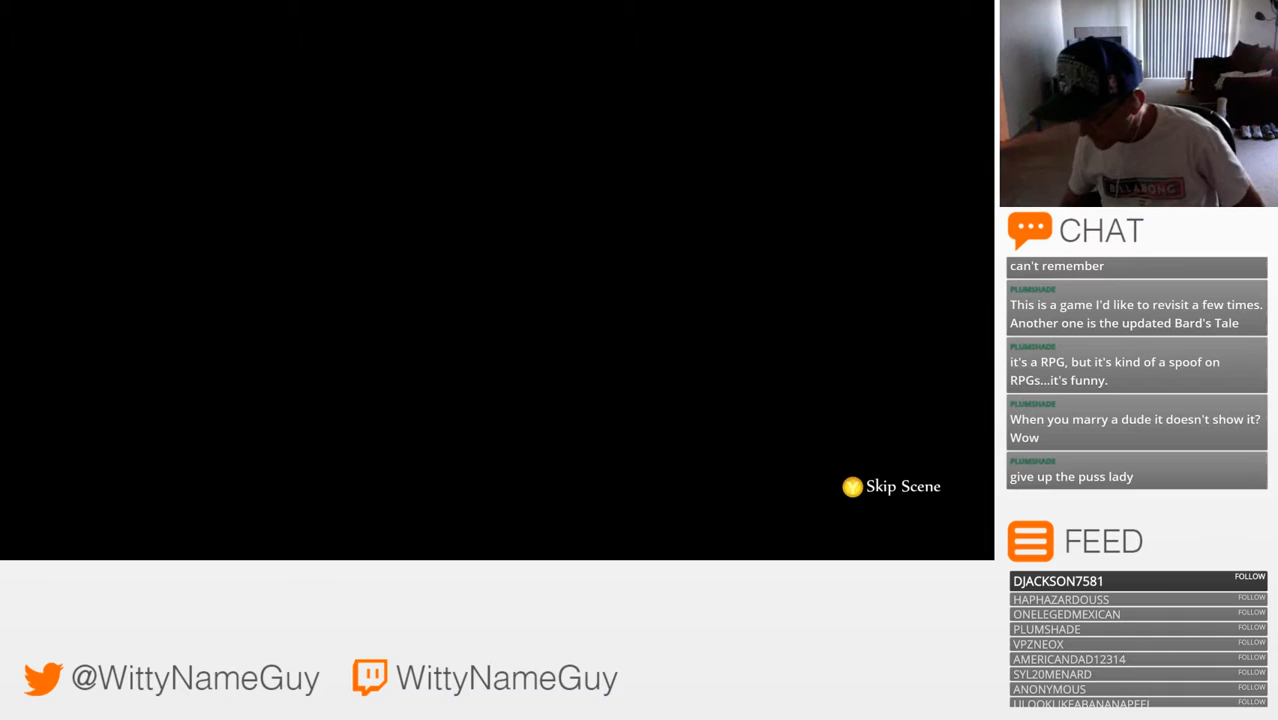 BILLABONG
CHAT
can't remember
PLUMSHADE
This is a game I'd like to revisit a few times.
Another one is the updated Bard's Tale
PLUMSHADE
it's a RPG, but it's kind of a spoof on
RPGs...it's funny.
PLUMSHADE
When you marry a dude it doesn't show it?
Wow
PLUMSHADE
give up the puss lady
Y Skip Scene
FEED
DJACKSON7581 FOLLOW
HAPHAZARDOUSS FOLLOW
ONELEGEDMEXICAN FOLLOW
PLUMSHADE FOLLOW
VPZNEOX FOLLOW
AMERICANDAD12314 FOLLOW
SYL20MENARD FOLLOW
ANONYMOUS FOLLOW
ULOOKLIKEABANANAPEEL FOLLOW
@WittyNameGuy WittyNameGuy